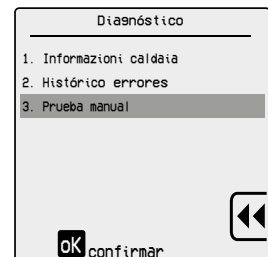 Diagnóstico
1. Informazioni caldaia
2. Histórico errores
3. Prueba manual
OK confirmar